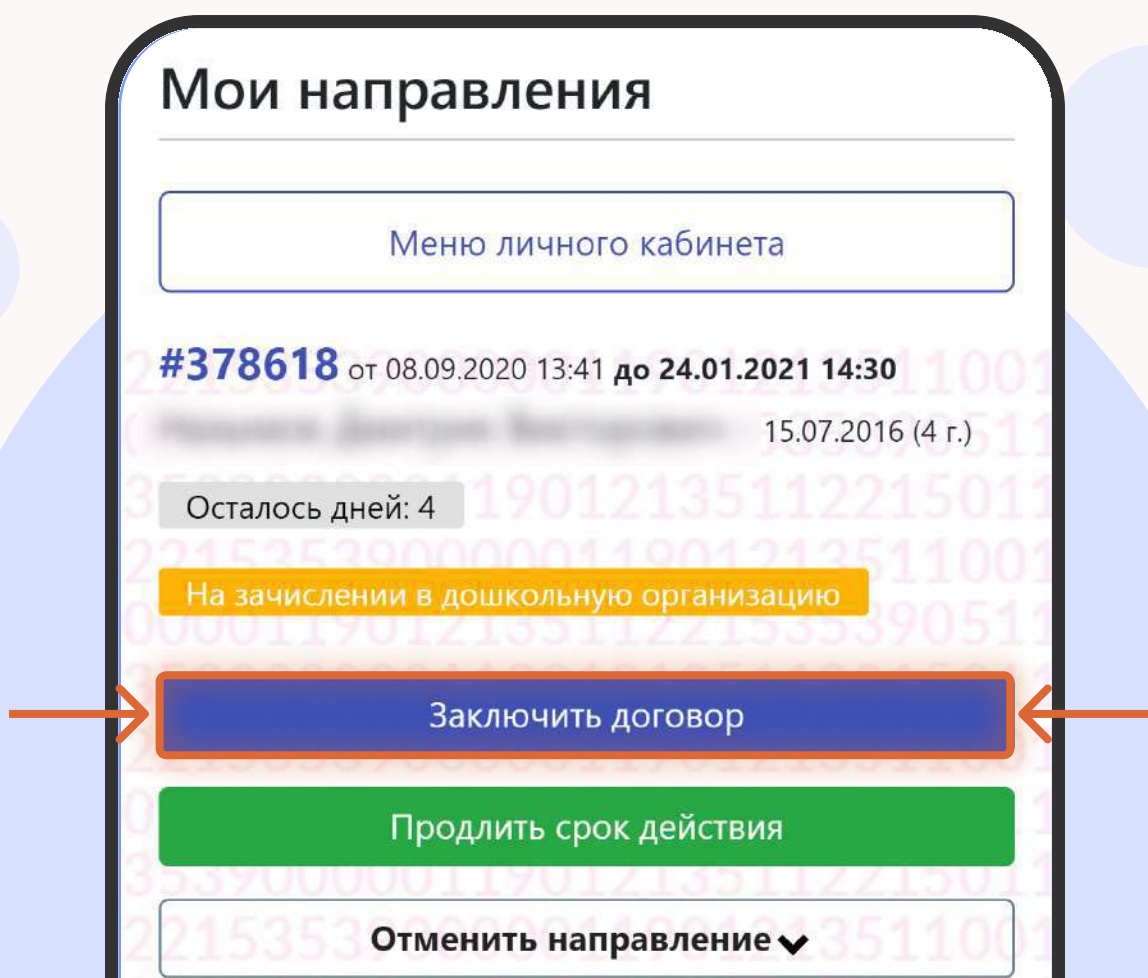 Мои направления
Меню личного кабинета
#378618 от 08.09.2020 13:41 до 24.01.2021 14:30
15.07.2016 (4 г.)
Осталось дней: 4
На зачислении в дошкольную организацию
Заключить договор
Продлить срок действия
Отменить направление